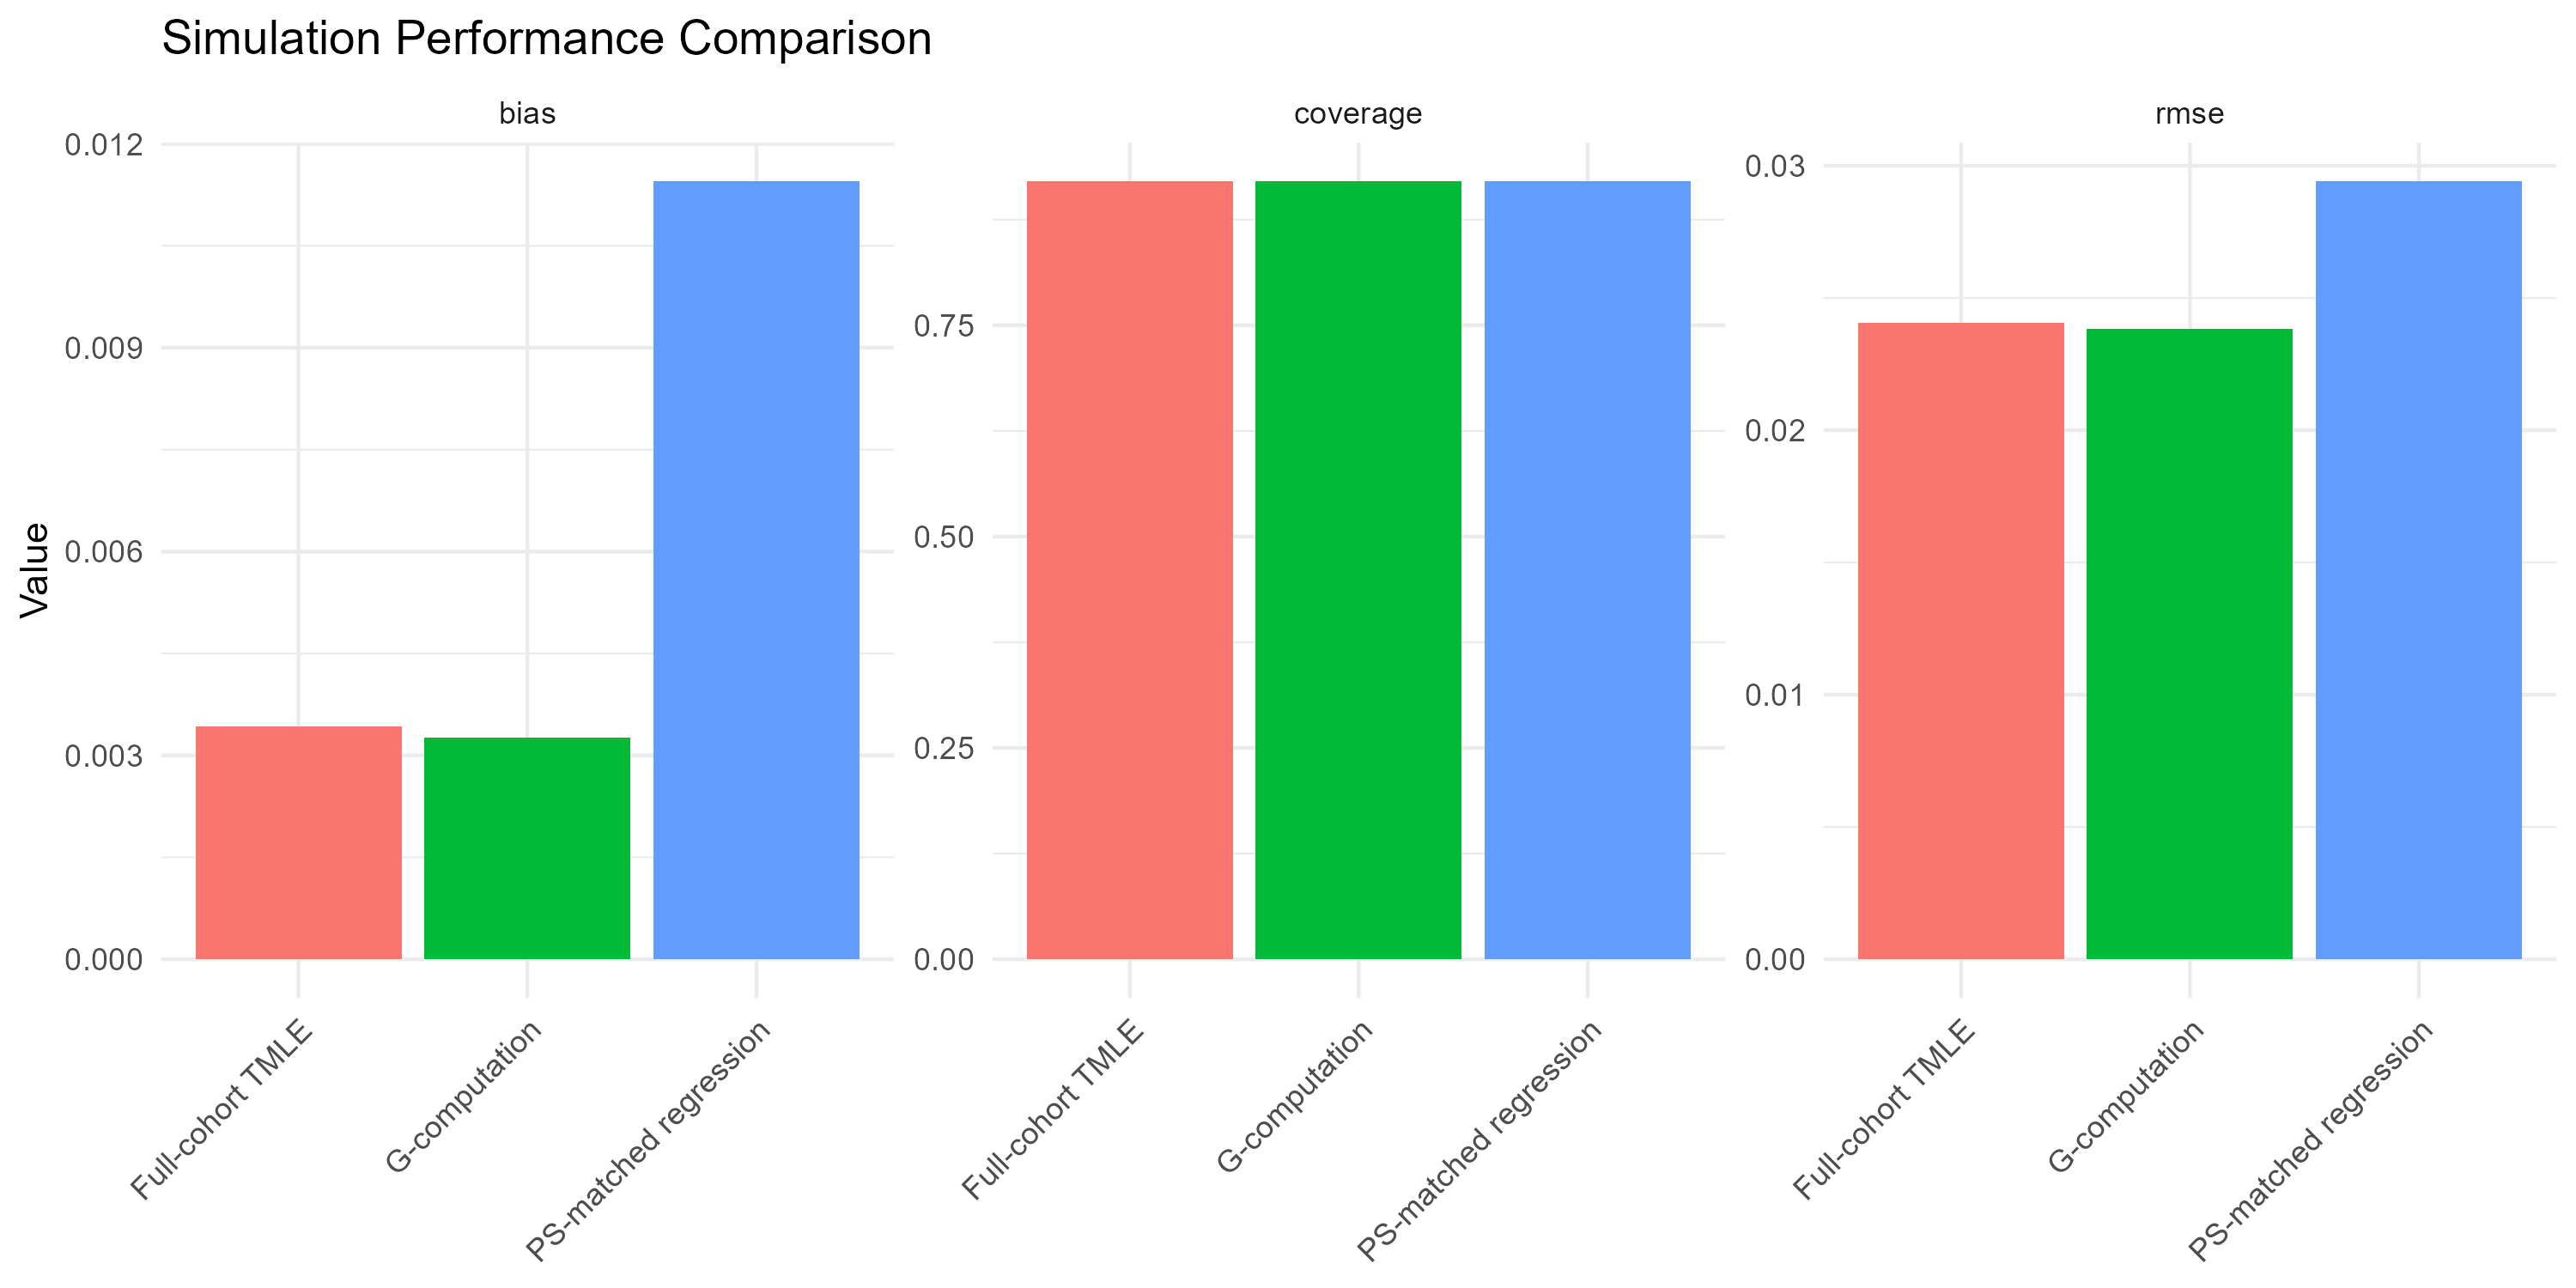 Simulation Performance Comparison
bias
coverage
rmse
Value
0.012
0.009
0.006
0.003
0.000
0.75
0.50
0.25
0.00
0.03
0.02
0.01
0.00
Full-cohort TMLE
G-computation
PS-matched regression
Full-cohort TMLE
G-computation
PS-matched regression
Full-cohort TMLE
G-computation
PS-matched regression